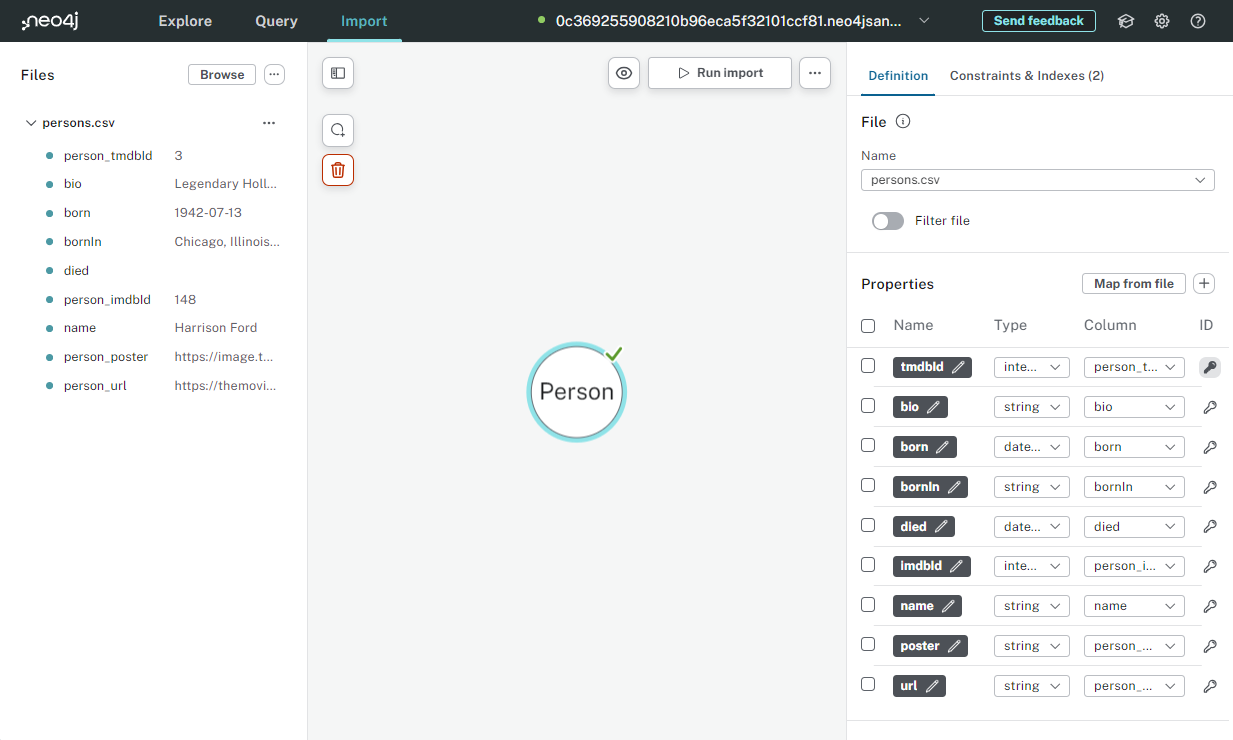 neo4j Explore Query Import 0c369255908210b96eca5f32101ccf81.neo4jsan... Send feedback
Files Browse ...
persons.csv ...
person_tmdbId 3
bio Legendary Holl...
born 1942-07-13
bornIn Chicago, Illinois...
died
person_imdbId 148
name Harrison Ford
person_poster https://image.t...
person_url https://themovi...
Run import ...
Person
Definition Constraints & Indexes (2)
File
Name
persons.csv
Filter file
Properties Map from file +
Name Type Column ID
tmdbId inte... person_t...
bio string bio
born date... born
bornIn string bornIn
died date... died
imdbId inte... person_i...
name string name
poster string person_...
url string person_...